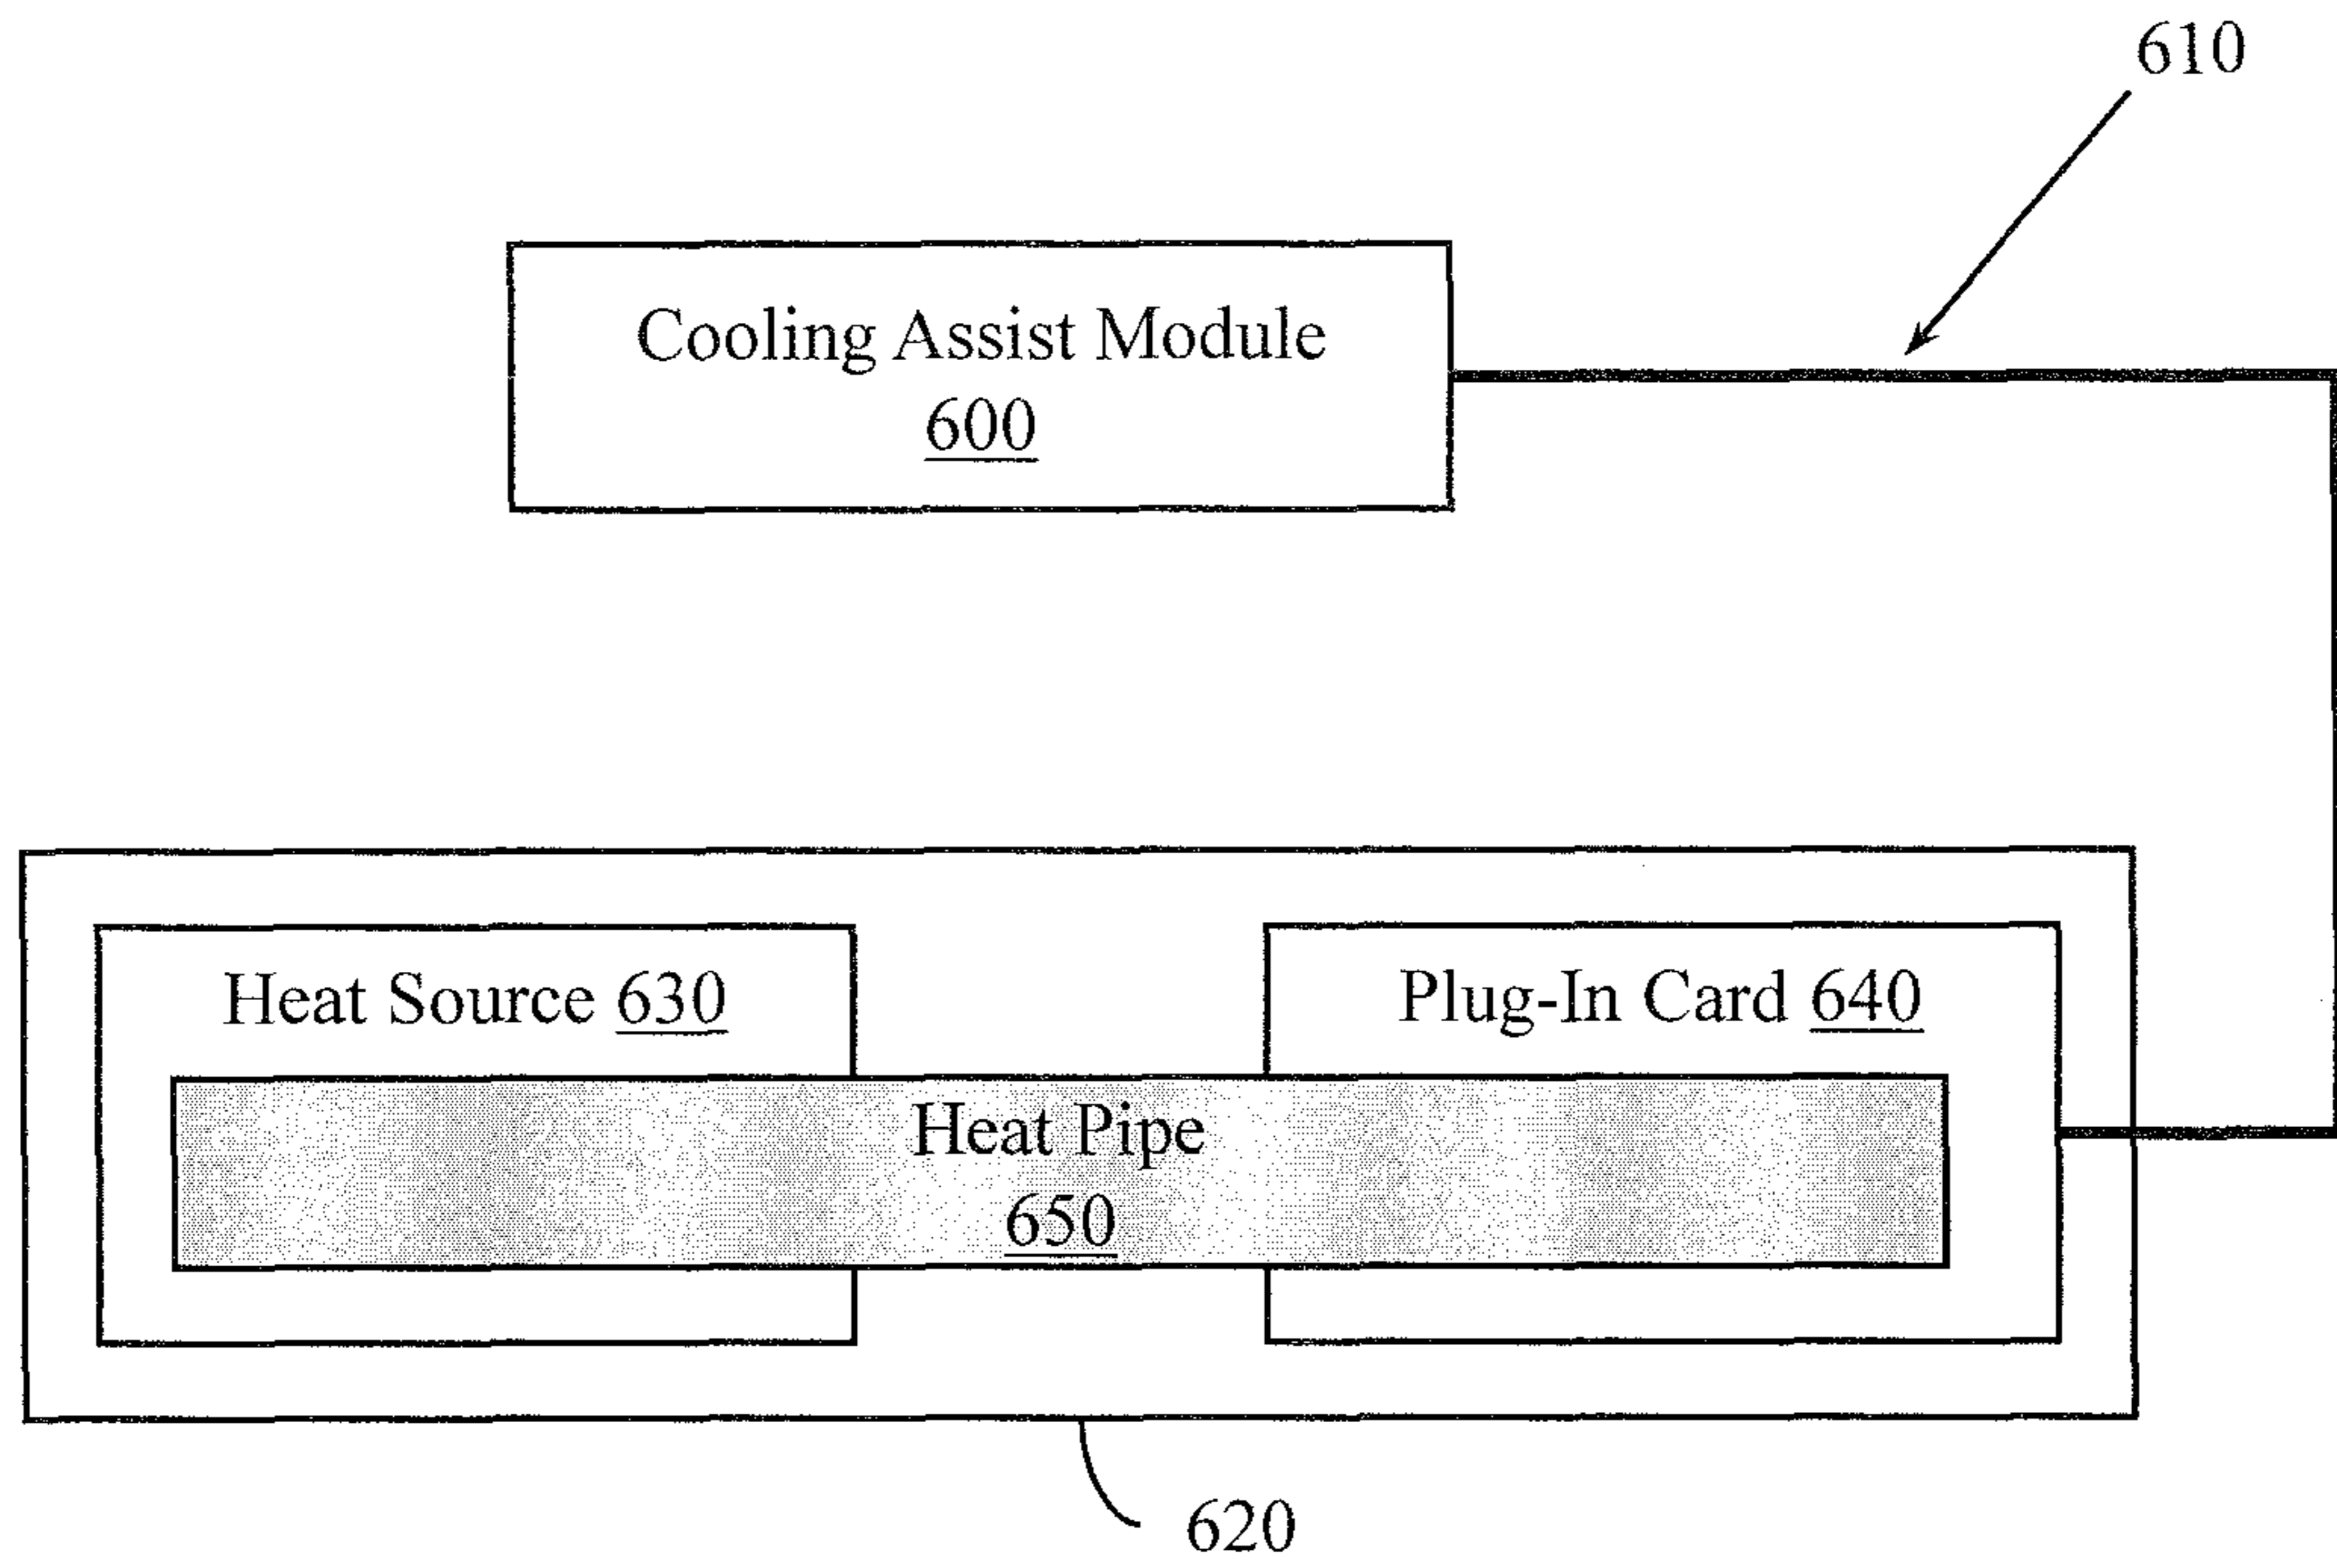 610
Cooling Assist Module
600
Heat Source 630
Plug-In Card 640
Heat Pipe
650
620